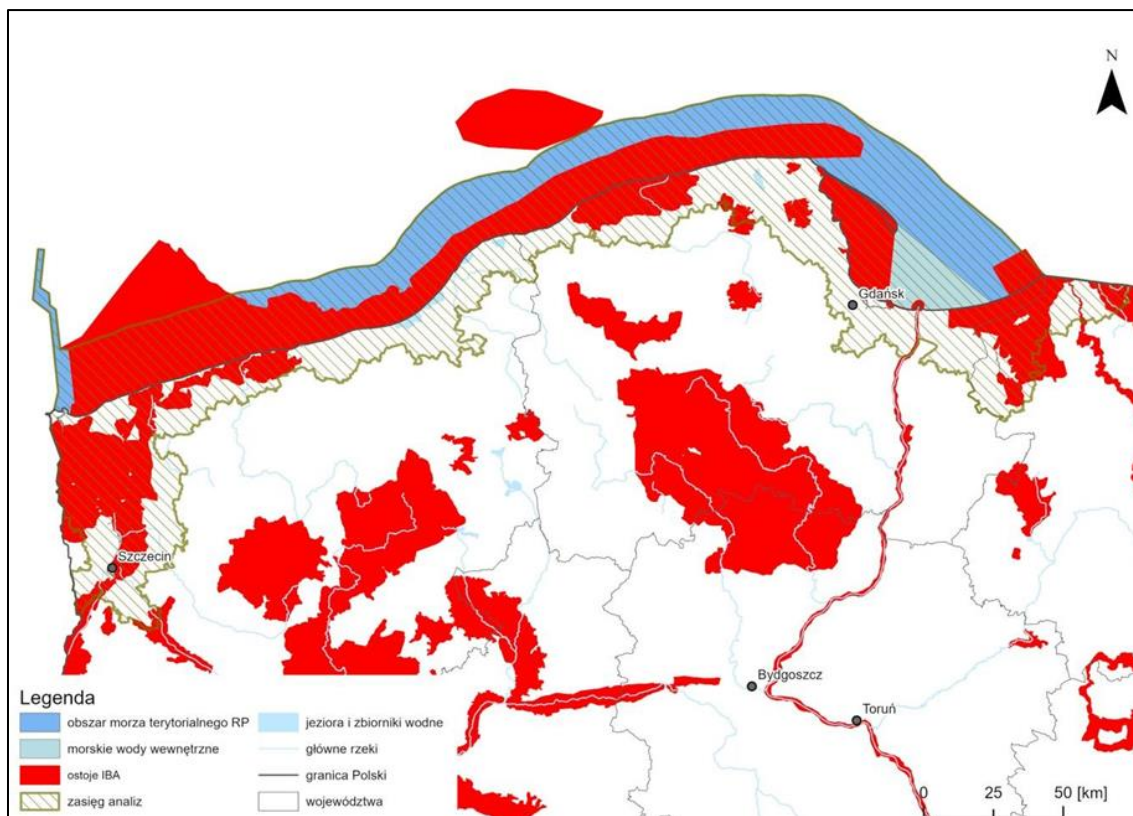 N
Gdańsk
Szczecin
Bydgoszcz
Toruń
Legenda
obszar morza terytorialnego RP
morskie wody wewnętrzne
ostoje IBA
zasięg analiz
jeziora i zbiorniki wodne
główne rzeki
granica Polski
województwa
0 25 50 [km]